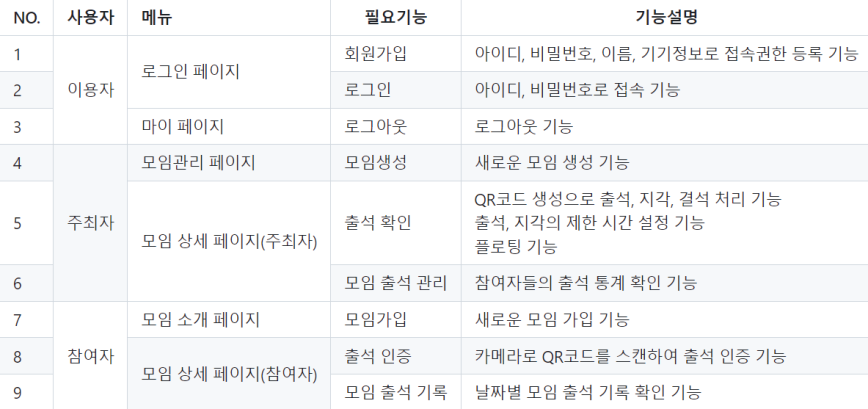 NO. 사용자 메뉴 필요기능 기능설명
1 이용자 로그인 페이지 회원가입 아이디, 비밀번호, 이름, 기기정보로 접속권한 등록 기능
2 로그인 아이디, 비밀번호로 접속 기능
3 마이 페이지 로그아웃 로그아웃 기능
4 주최자 모임관리 페이지 모임생성 새로운 모임 생성 기능
5 모임 상세 페이지(주최자) 출석 확인 QR코드 생성으로 출석, 지각, 결석 처리 기능
출석, 지각의 제한 시간 설정 기능
플로팅 기능
6 모임 출석 관리 참여자들의 출석 통계 확인 기능
7 참여자 모임 소개 페이지 모임가입 새로운 모임 가입 기능
8 모임 상세 페이지(참여자) 출석 인증 카메라로 QR코드를 스캔하여 출석 인증 기능
9 모임 출석 기록 날짜별 모임 출석 기록 확인 기능